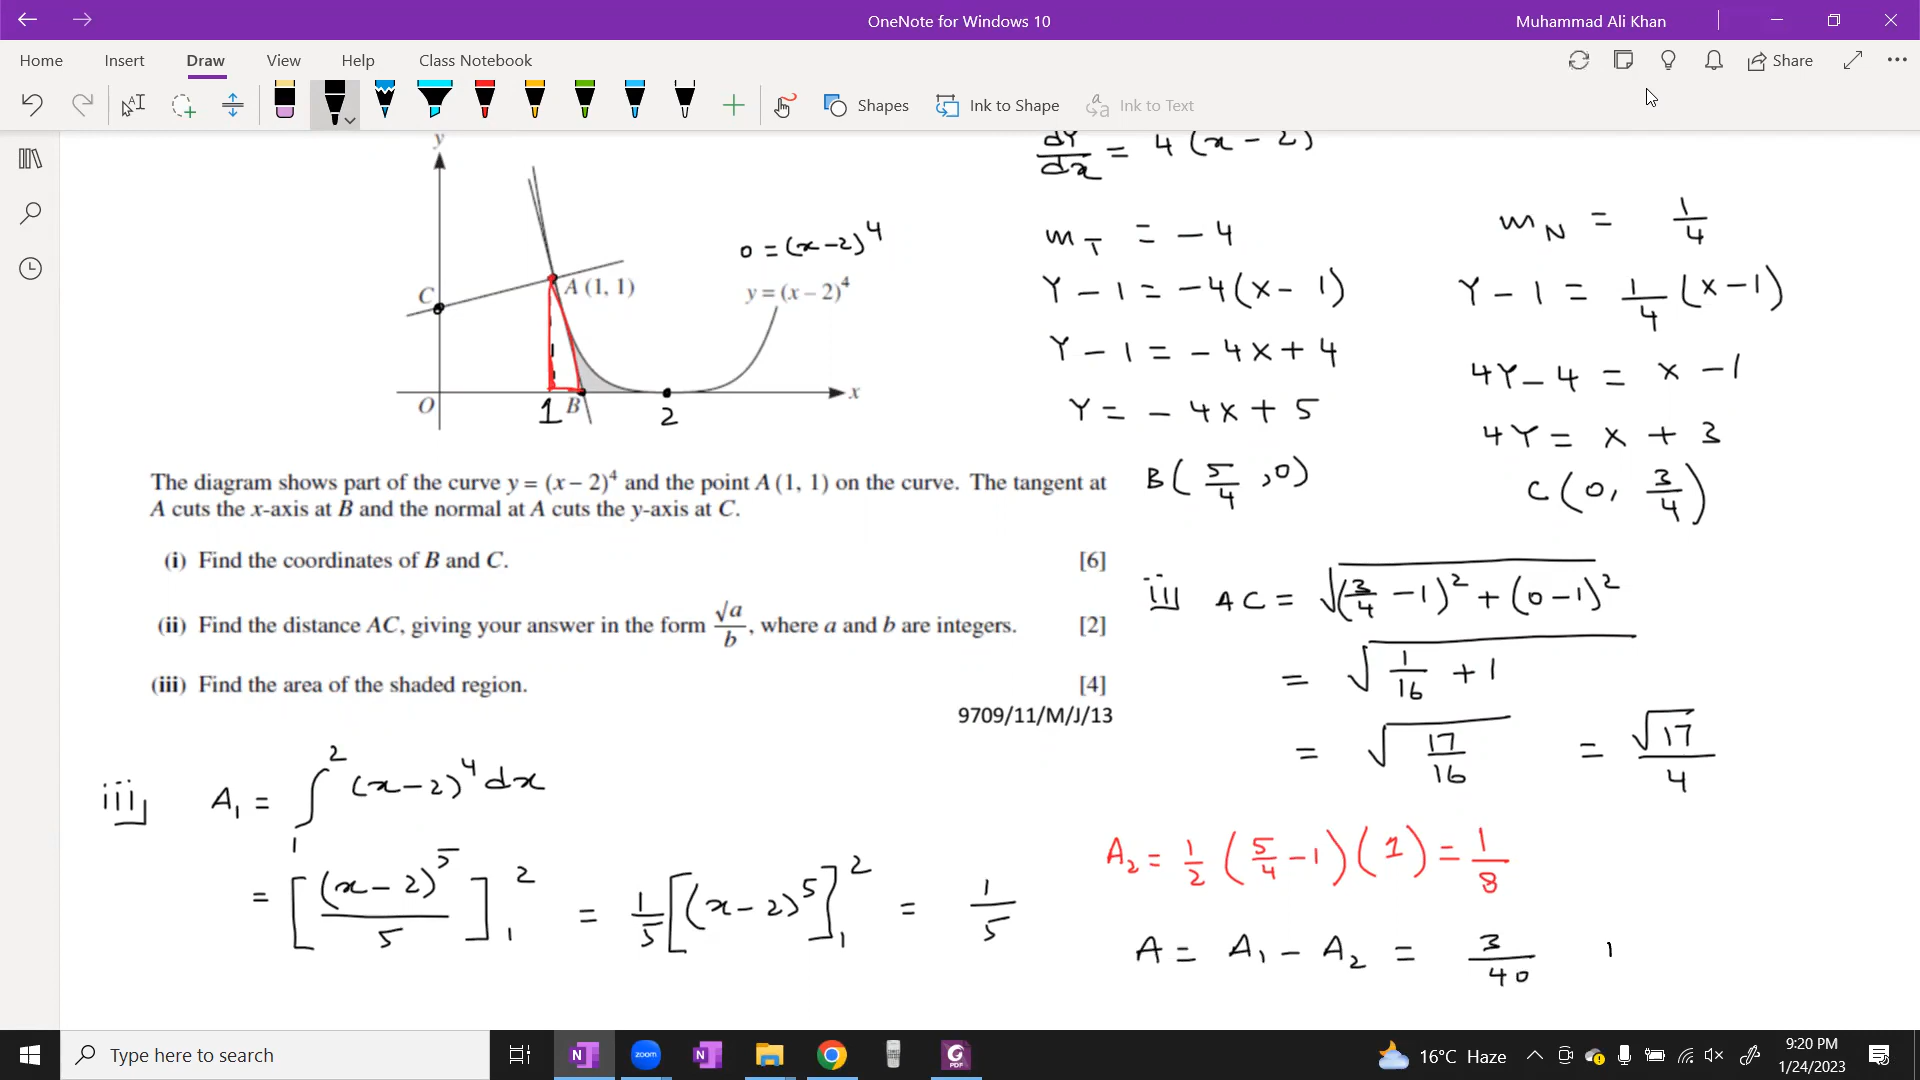 OneNote for Windows 10
Muhammad Ali Khan
Home Insert Draw View Help Class Notebook
Share
Shapes Ink to Shape Ink to Text
y
C
A (1, 1)
0 = (x-2)^4
y = (x – 2)^4
O 1 B 2 x
The diagram shows part of the curve y = (x – 2)^4 and the point A (1, 1) on the curve. The tangent at
A cuts the x-axis at B and the normal at A cuts the y-axis at C.
(i) Find the coordinates of B and C. [6]
(ii) Find the distance AC, giving your answer in the form √a/b, where a and b are integers. [2]
(iii) Find the area of the shaded region. [4]
9709/11/M/J/13
dy/dx = 4(x-2)
m_T = -4
Y - 1 = -4(x - 1)
Y - 1 = -4x + 4
Y = -4x + 5
B(5/4, 0)
m_N = 1/4
Y - 1 = 1/4 (x-1)
4Y - 4 = x - 1
4Y = x + 3
C(0, 3/4)
ii) AC = √((3/4 - 1)^2 + (0-1)^2)
= √(1/16 + 1)
= √(17/16) = √17/4
iii) A1 = ∫_1^2 (x-2)^4 dx
= [(x-2)^5/5]_1^2 = 1/5[(x-2)^5]_1^2 = 1/5
A2 = 1/2 (5/4 - 1)(1) = 1/8
A = A1 - A2 = 3/40
Type here to search
zoom
PDF
16°C Haze
9:20 PM
1/24/2023